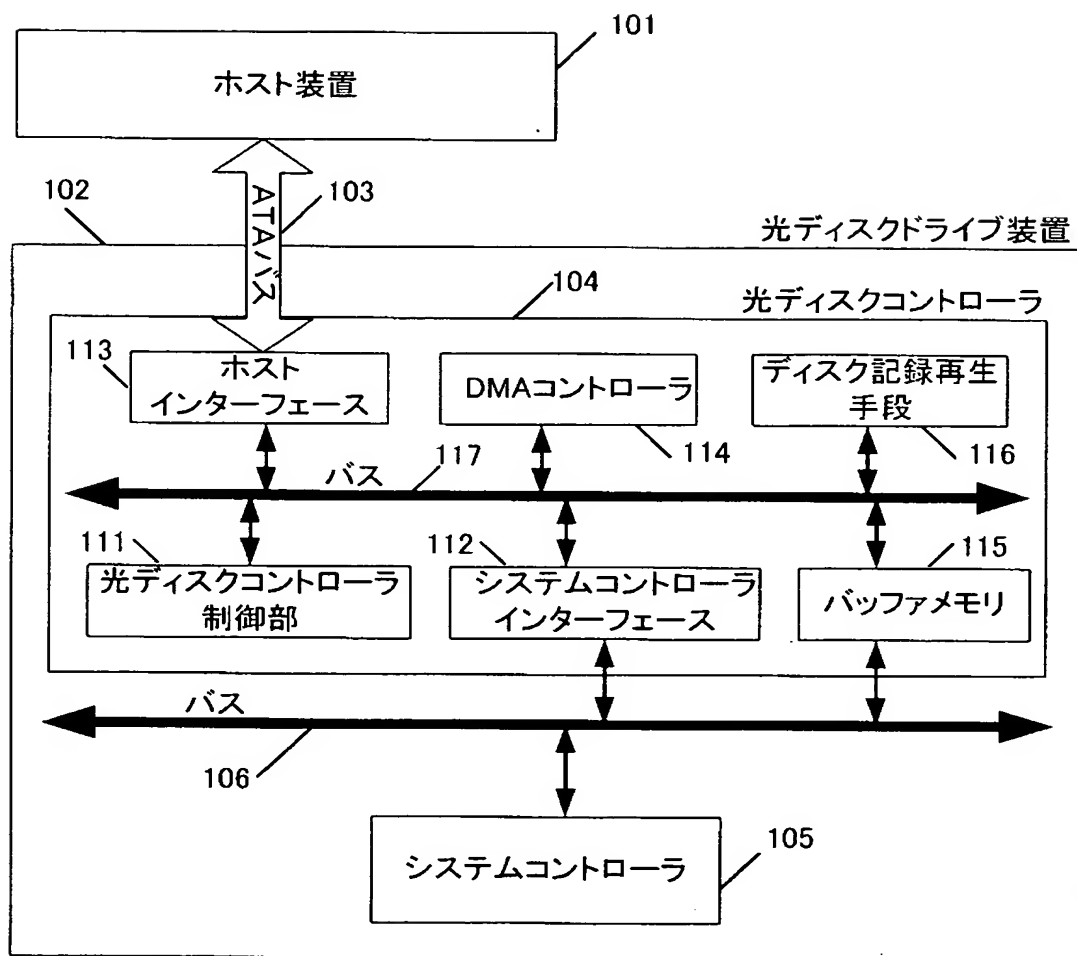 101
ホスト装置
102
ATAバス
103
光ディスクドライブ装置
104
光ディスクコントローラ
113
ホスト
インターフェース
DMAコントローラ
114
ディスク記録再生
手段
116
バス
117
111
光ディスクコントローラ
制御部
112
システムコントローラ
インターフェース
115
バッファメモリ
バス
106
システムコントローラ
105